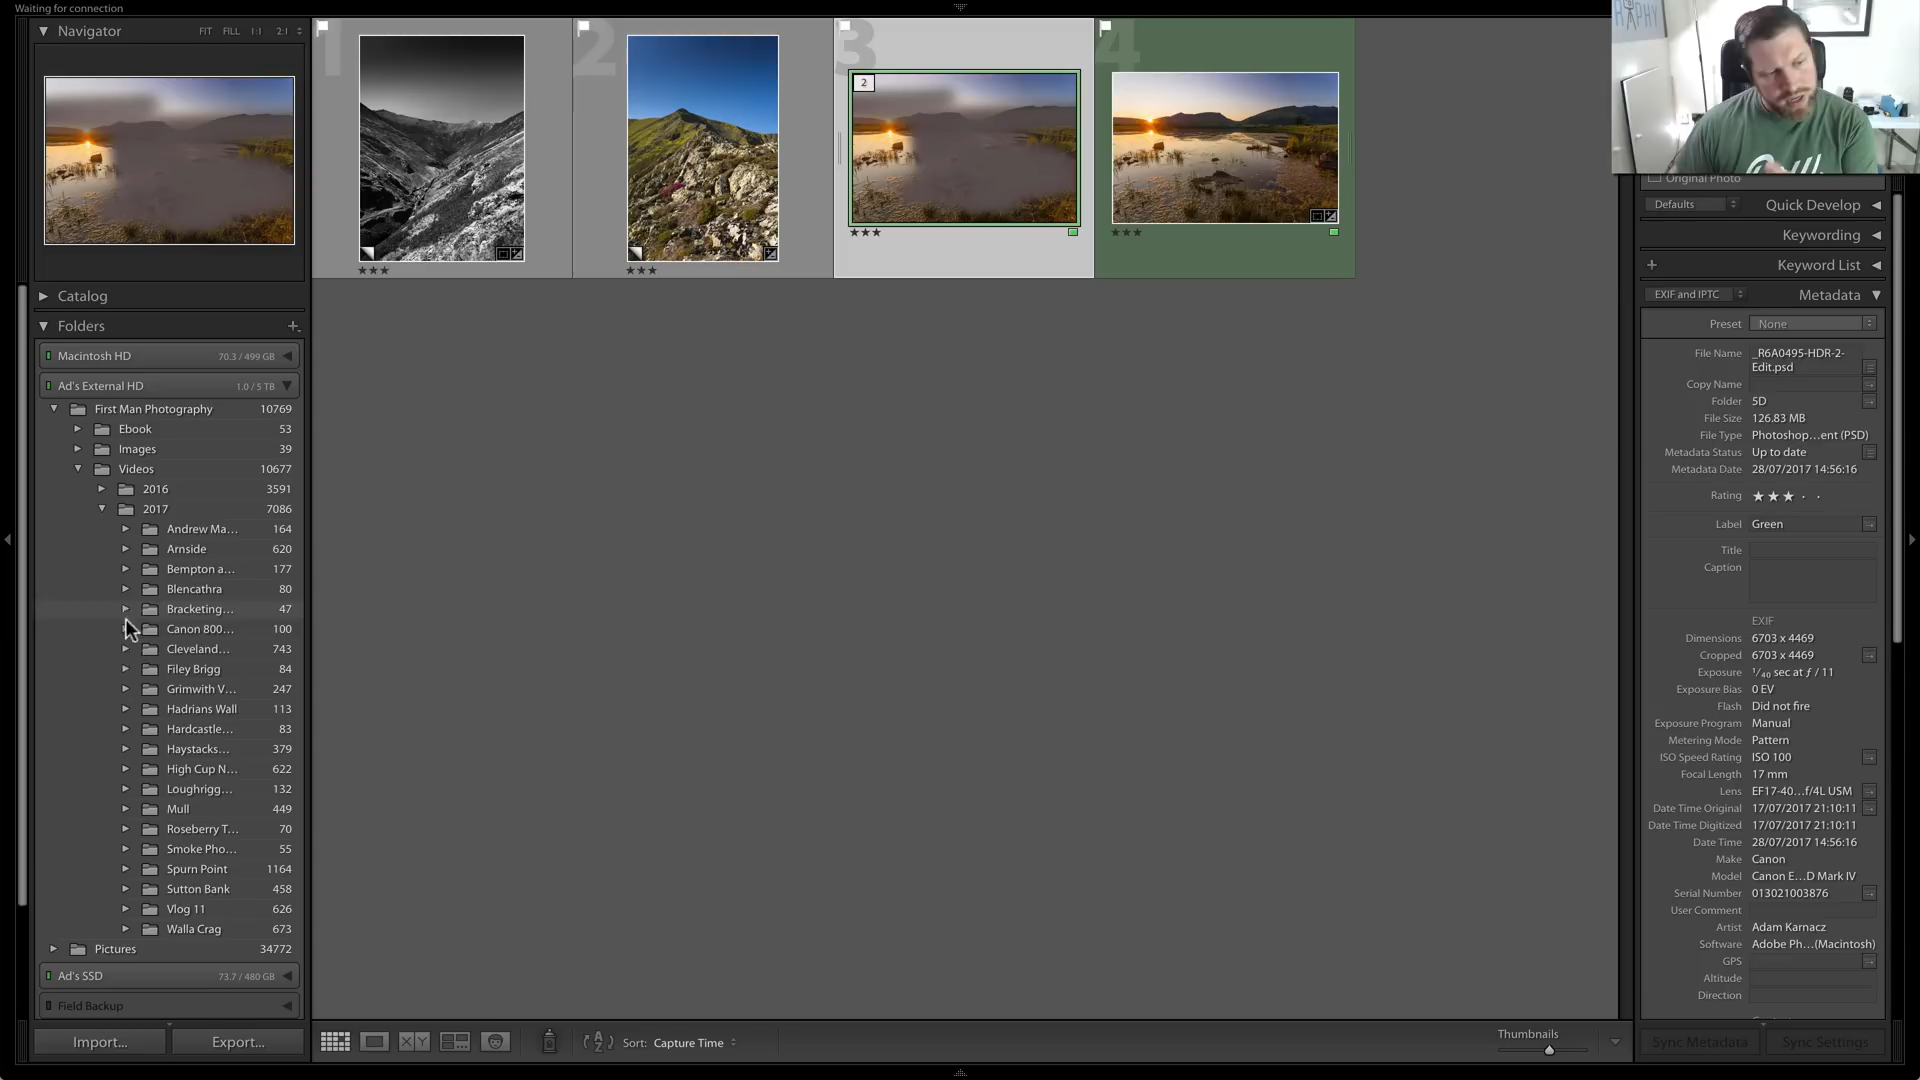 Waiting for connection
Navigator FIT FILL 1:1 2:1
Catalog
Folders
Macintosh HD 70.3 / 499 GB
Ad's External HD 1.0 / 5 TB
First Man Photography 10769
Ebook 53
Images 39
Videos 10677
2016 3591
2017 7086
Andrew Ma... 164
Arnside 620
Bempton a... 177
Blencathra 80
Bracketing... 47
Canon 800... 100
Cleveland... 743
Filey Brigg 84
Grimwith V... 247
Hadrians Wall 113
Hardcastle... 83
Haystacks... 379
High Cup N... 622
Loughrigg... 132
Mull 449
Roseberry T... 70
Smoke Pho... 55
Spurn Point 1164
Sutton Bank 458
Vlog 11 626
Walla Crag 673
Pictures 34772
Ad's SSD 73.7 / 480 GB
Field Backup
Import... Export...
1 2 3 4
2
Sort: Capture Time
Thumbnails
RAPHY
Original Photo
Defaults Quick Develop
Keywording
Keyword List
EXIF and IPTC Metadata
Preset None
File Name _R6A0495-HDR-2-
Edit.psd
Copy Name
Folder 5D
File Size 126.83 MB
File Type Photoshop...ent (PSD)
Metadata Status Up to date
Metadata Date 28/07/2017 14:56:16
Rating ★★★ · ·
Label Green
Title
Caption
EXIF
Dimensions 6703 x 4469
Cropped 6703 x 4469
Exposure 1/40 sec at ƒ / 11
Exposure Bias 0 EV
Flash Did not fire
Exposure Program Manual
Metering Mode Pattern
ISO Speed Rating ISO 100
Focal Length 17 mm
Lens EF17-40...f/4L USM
Date Time Original 17/07/2017 21:10:11
Date Time Digitized 17/07/2017 21:10:11
Date Time 28/07/2017 14:56:16
Make Canon
Model Canon E...D Mark IV
Serial Number 013021003876
User Comment
Artist Adam Karnacz
Software Adobe Ph...(Macintosh)
GPS
Altitude
Direction
Sync Metadata Sync Settings